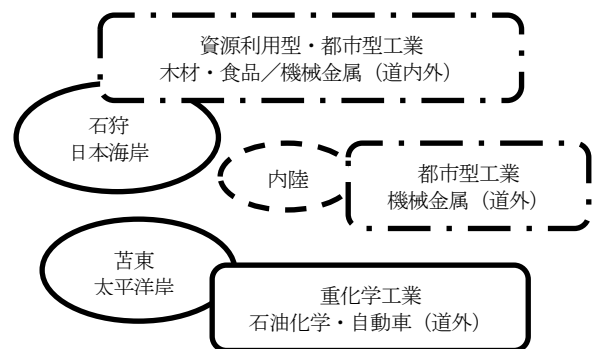 資源利用型・都市型工業
木材・食品／機械金属（道内外）
石狩
日本海岸
内陸
都市型工業
機械金属（道外）
苫東
太平洋岸
重化学工業
石油化学・自動車（道外）